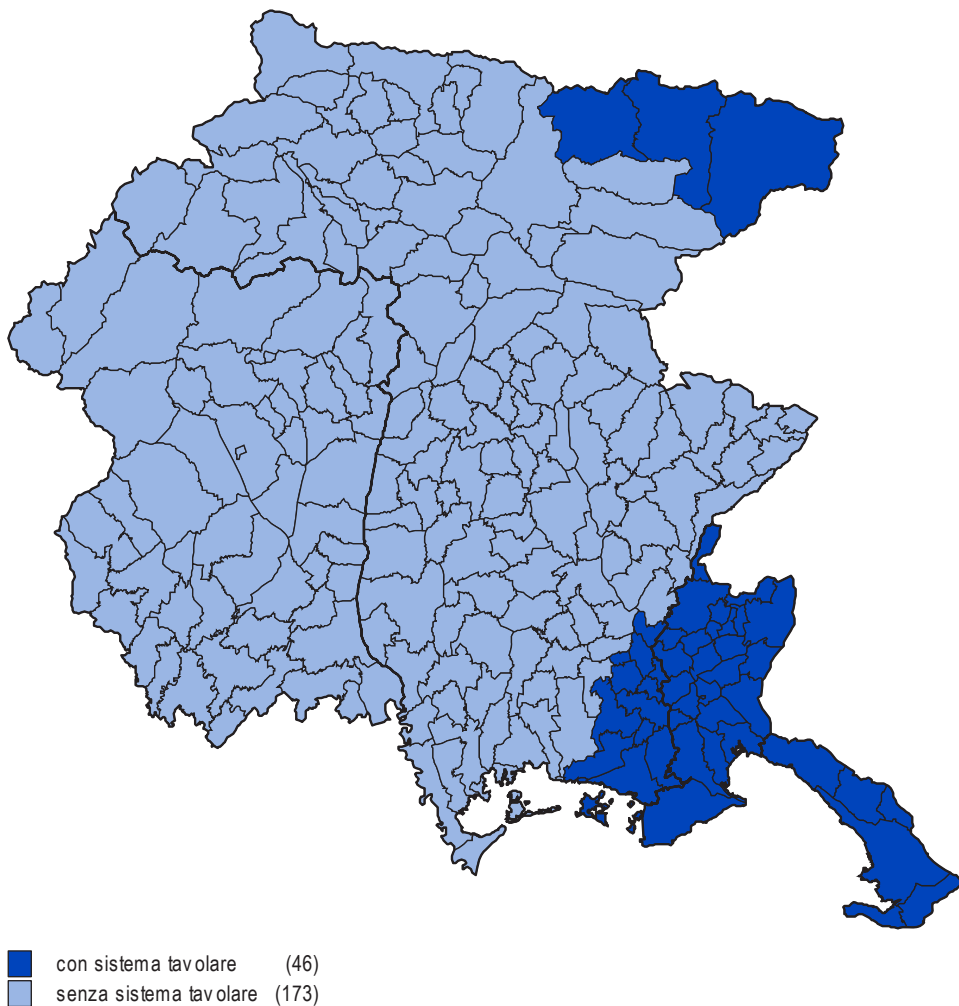 con sistema tavolare (46)
senza sistema tavolare (173)